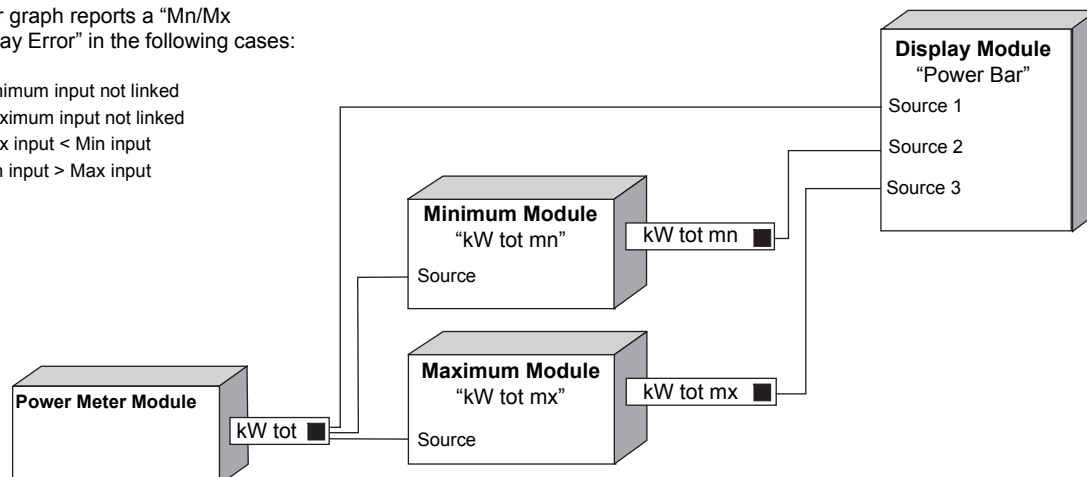 r graph reports a “Mn/Mx
ay Error” in the following cases:
nimum input not linked
ximum input not linked
x input < Min input
n input > Max input
Display Module
“Power Bar”
Source 1
Source 2
Source 3
Minimum Module
“kW tot mn”
Source
kW tot mn
Maximum Module
“kW tot mx”
Source
kW tot mx
Power Meter Module
kW tot